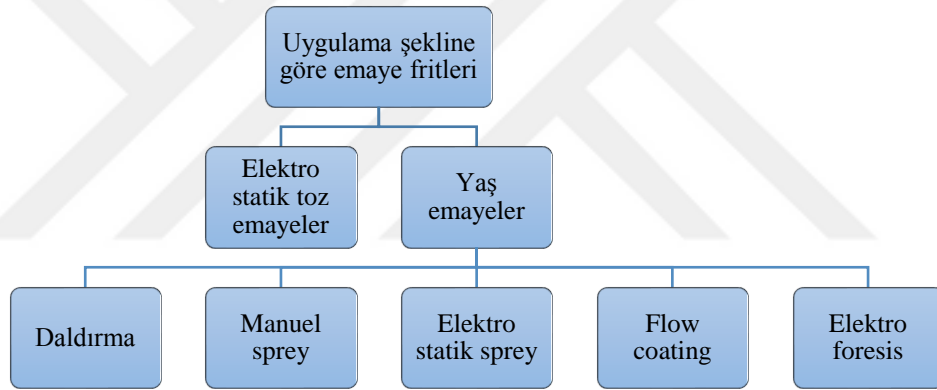 Uygulama şekline
göre emaye fritleri
Elektro
statik toz
emayeler
Yaş
emayeler
Daldırma
Manuel
sprey
Elektro
statik sprey
Flow
coating
Elektro
foresis